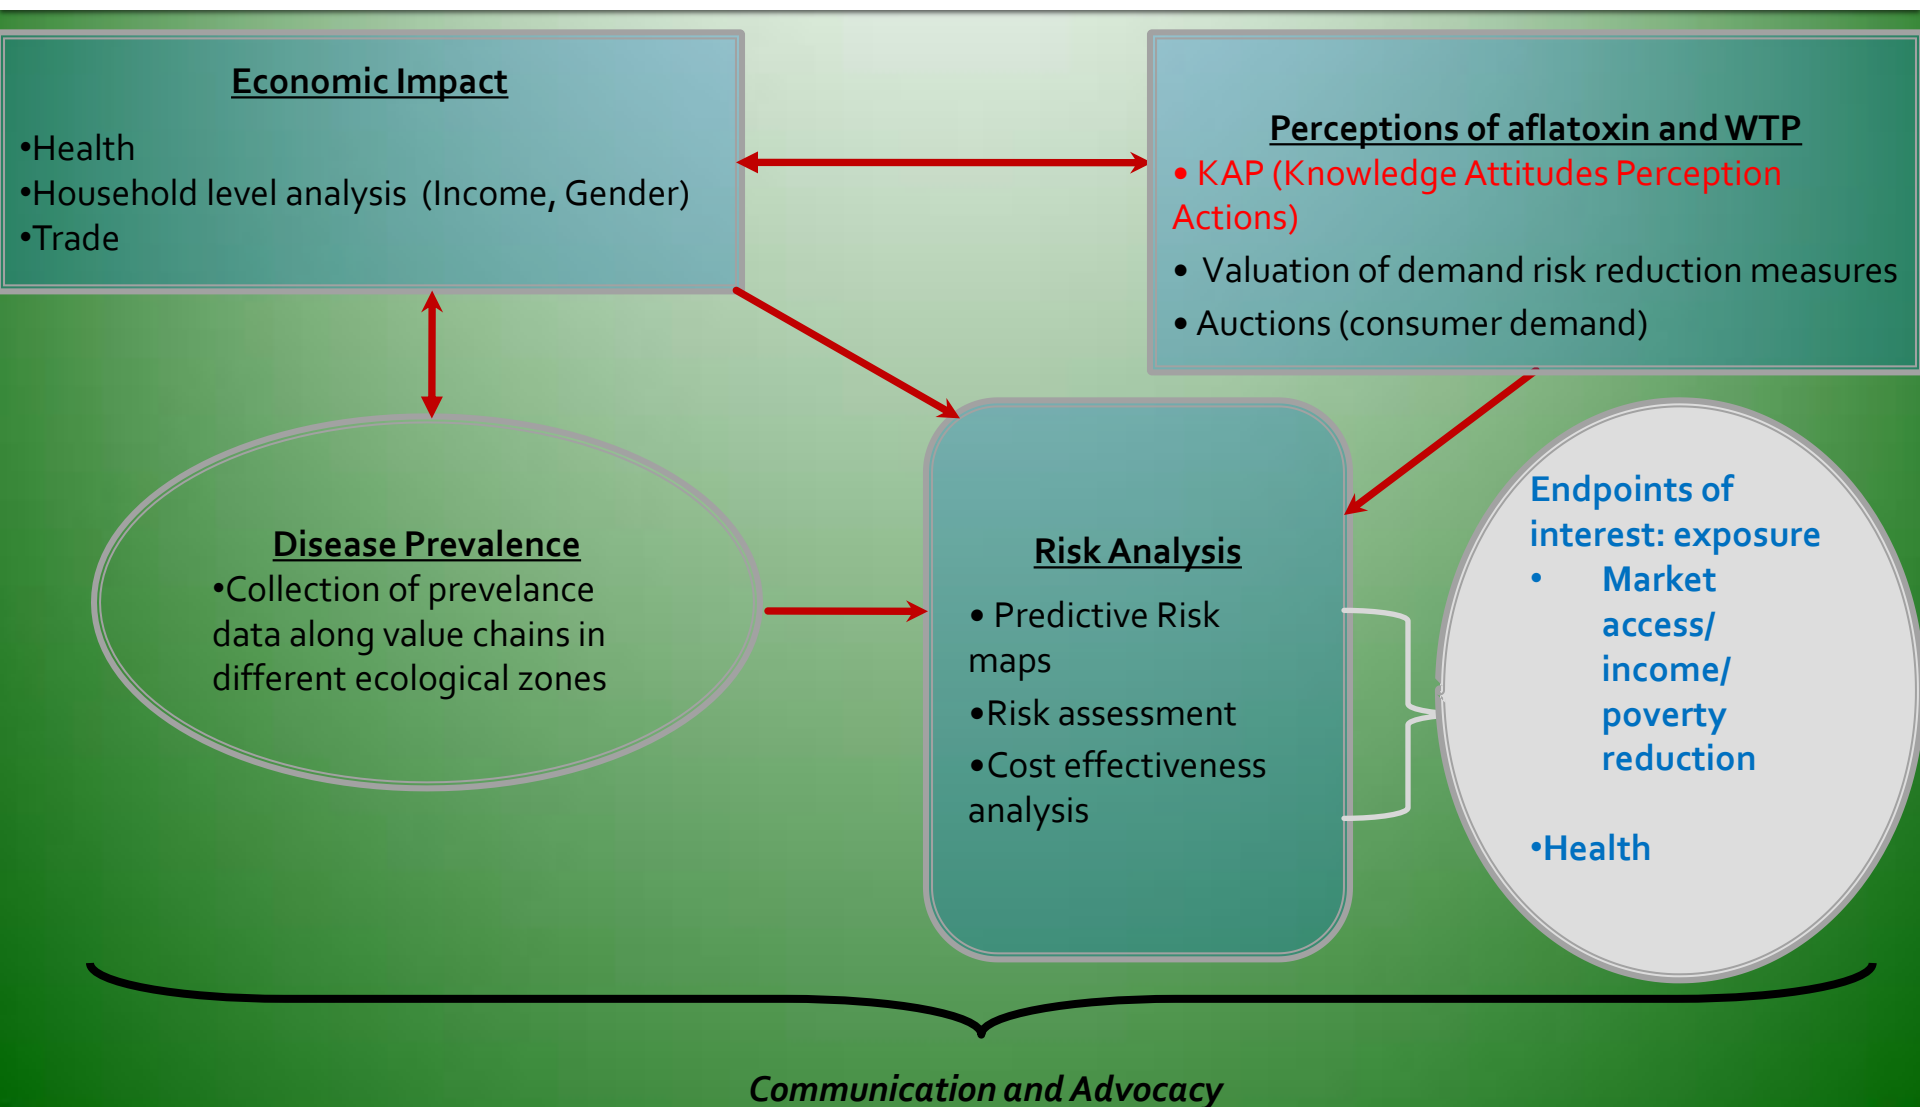 Economic Impact
•Health
•Household level analysis  (Income, Gender)
•Trade
Perceptions of aflatoxin and WTP
• KAP (Knowledge Attitudes Perception
Actions)
• Valuation of demand risk reduction measures
• Auctions (consumer demand)
Disease Prevalence
•Collection of prevelance
data along value chains in
different ecological zones
Risk Analysis
• Predictive Risk
maps
•Risk assessment
•Cost effectiveness
analysis
Endpoints of
interest: exposure
• Market
access/
income/
poverty
reduction
•Health
Communication and Advocacy